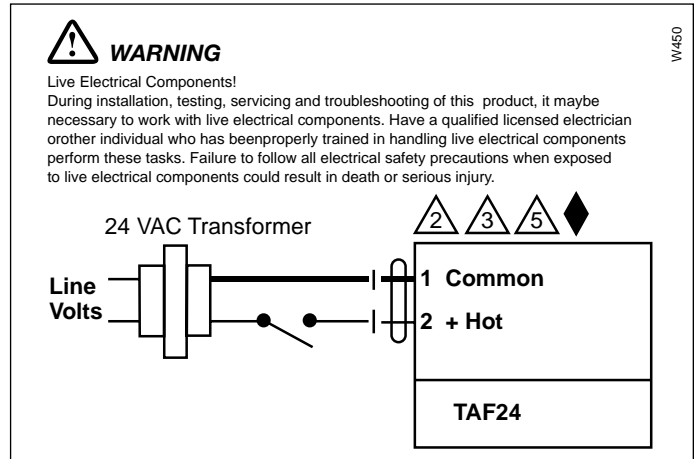 WARNING
W450
Live Electrical Components!
During installation, testing, servicing and troubleshooting of this product, it maybe
necessary to work with live electrical components. Have a qualified licensed electrician
orother individual who has beenproperly trained in handling live electrical components
perform these tasks. Failure to follow all electrical safety precautions when exposed
to live electrical components could result in death or serious injury.
24 VAC Transformer
2 3 5
Line
Volts
1 Common
2 + Hot
TAF24